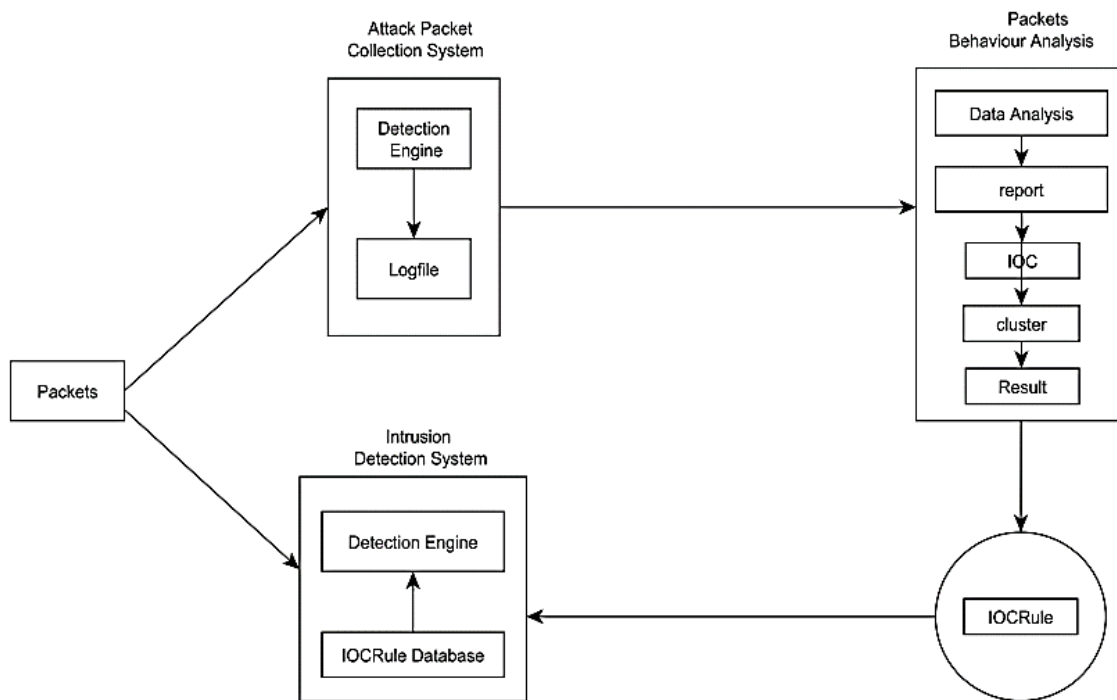 Attack Packet
Collection System
Detection
Engine
Logfile
Packets
Behaviour Analysis
Data Analysis
report
IOC
cluster
Result
Packets
Intrusion
Detection System
Detection Engine
IOCRule Database
IOCRule